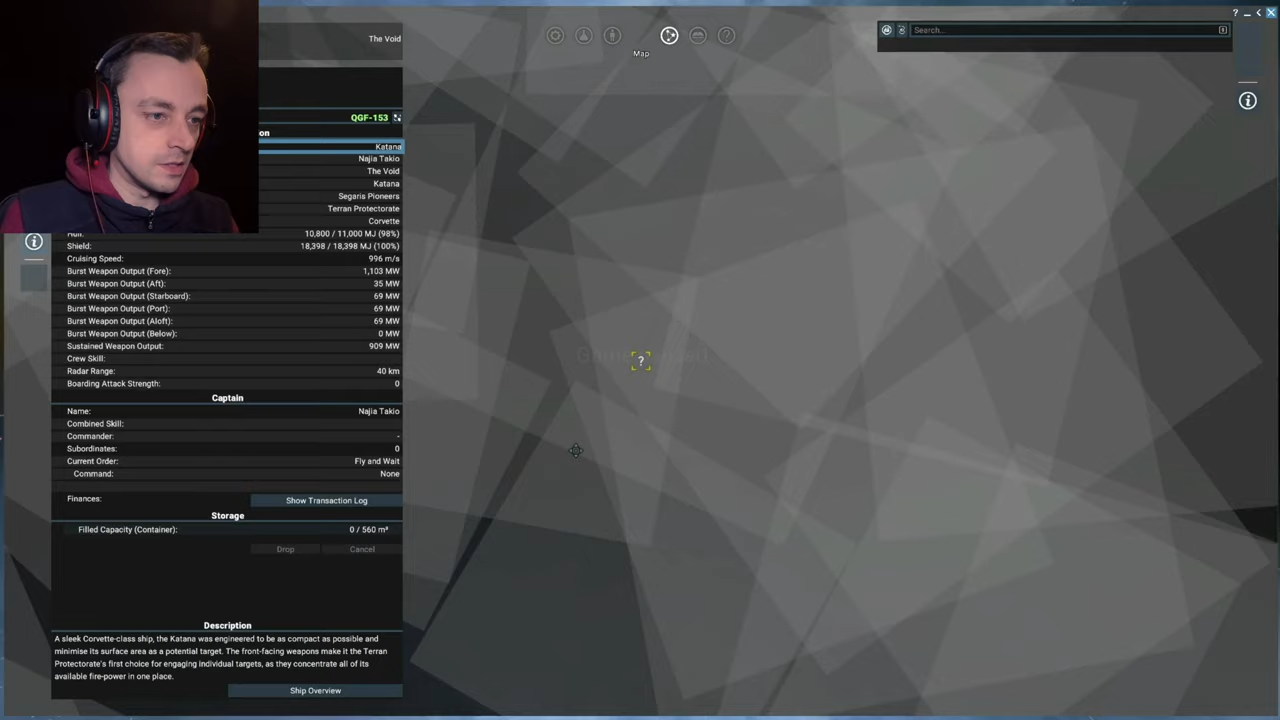 The Void
?
Map
Search...
QGF-153
Katana
Najia Takio
The Void
Katana
Segaris Pioneers
Terran Protectorate
Corvette
Hull: 10,800 / 11,000 MJ (98%)
Shield: 18,398 / 18,398 MJ (100%)
Cruising Speed: 996 m/s
Burst Weapon Output (Fore): 1,103 MW
Burst Weapon Output (Aft): 35 MW
Burst Weapon Output (Starboard): 69 MW
Burst Weapon Output (Port): 69 MW
Burst Weapon Output (Aloft): 69 MW
Burst Weapon Output (Below): 0 MW
Sustained Weapon Output: 909 MW
Crew Skill:
Radar Range: 40 km
Boarding Attack Strength: 0
Captain
Name: Najia Takio
Combined Skill:
Commander: -
Subordinates: 0
Current Order: Fly and Wait
Command: None
Finances: Show Transaction Log
Storage
Filled Capacity (Container): 0 / 560 m³
Drop Cancel
Description
A sleek Corvette-class ship, the Katana was engineered to be as compact as possible and
minimise its surface area as a potential target. The front-facing weapons make it the Terran
Protectorate's first choice for engaging individual targets, as they concentrate all of its
available fire-power in one place.
Ship Overview
?